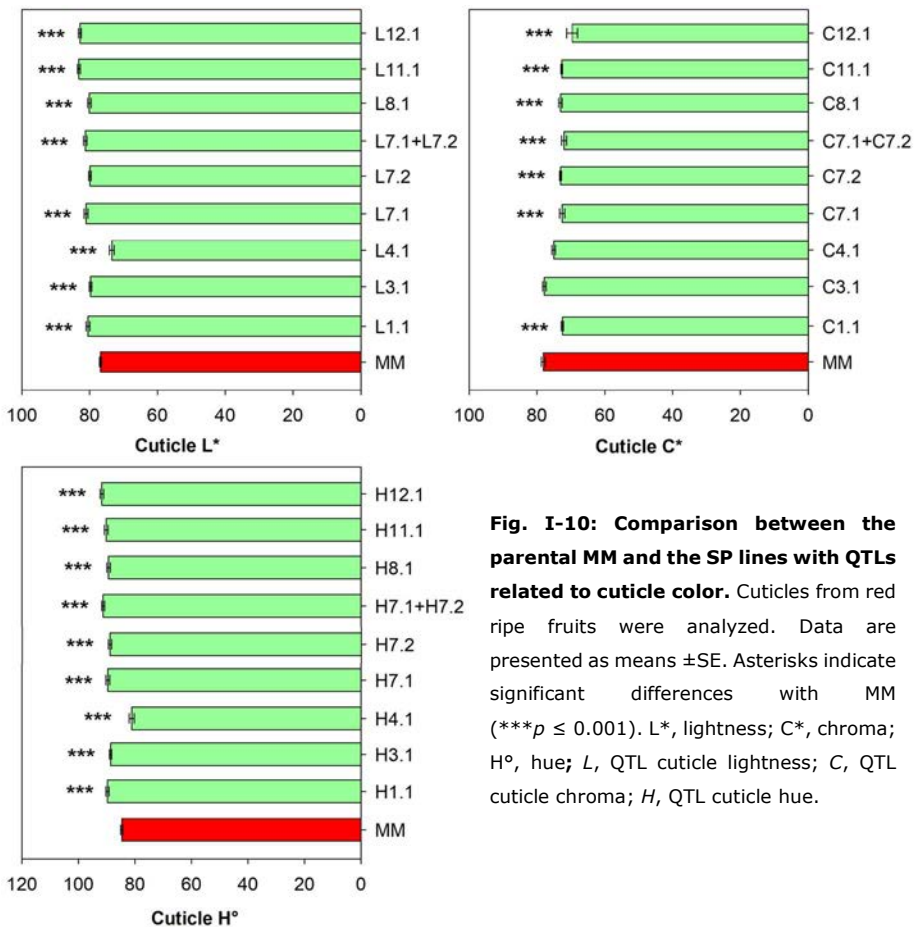 *** L12.1
*** L11.1
*** L8.1
*** L7.1+L7.2
L7.2
*** L7.1
*** L4.1
*** L3.1
*** L1.1
MM
100 80 60 40 20 0
Cuticle L*
*** C12.1
*** C11.1
*** C8.1
*** C7.1+C7.2
*** C7.2
*** C7.1
C4.1
C3.1
*** C1.1
MM
100 80 60 40 20 0
Cuticle C*
*** H12.1
*** H11.1
*** H8.1
*** H7.1+H7.2
*** H7.2
*** H7.1
*** H4.1
*** H3.1
*** H1.1
MM
120 100 80 60 40 20 0
Cuticle H°
Fig. I-10: Comparison between the
parental MM and the SP lines with QTLs
related to cuticle color. Cuticles from red
ripe fruits were analyzed. Data are
presented as means ±SE. Asterisks indicate
significant differences with MM
(***p ≤ 0.001). L*, lightness; C*, chroma;
H°, hue; L, QTL cuticle lightness; C, QTL
cuticle chroma; H, QTL cuticle hue.